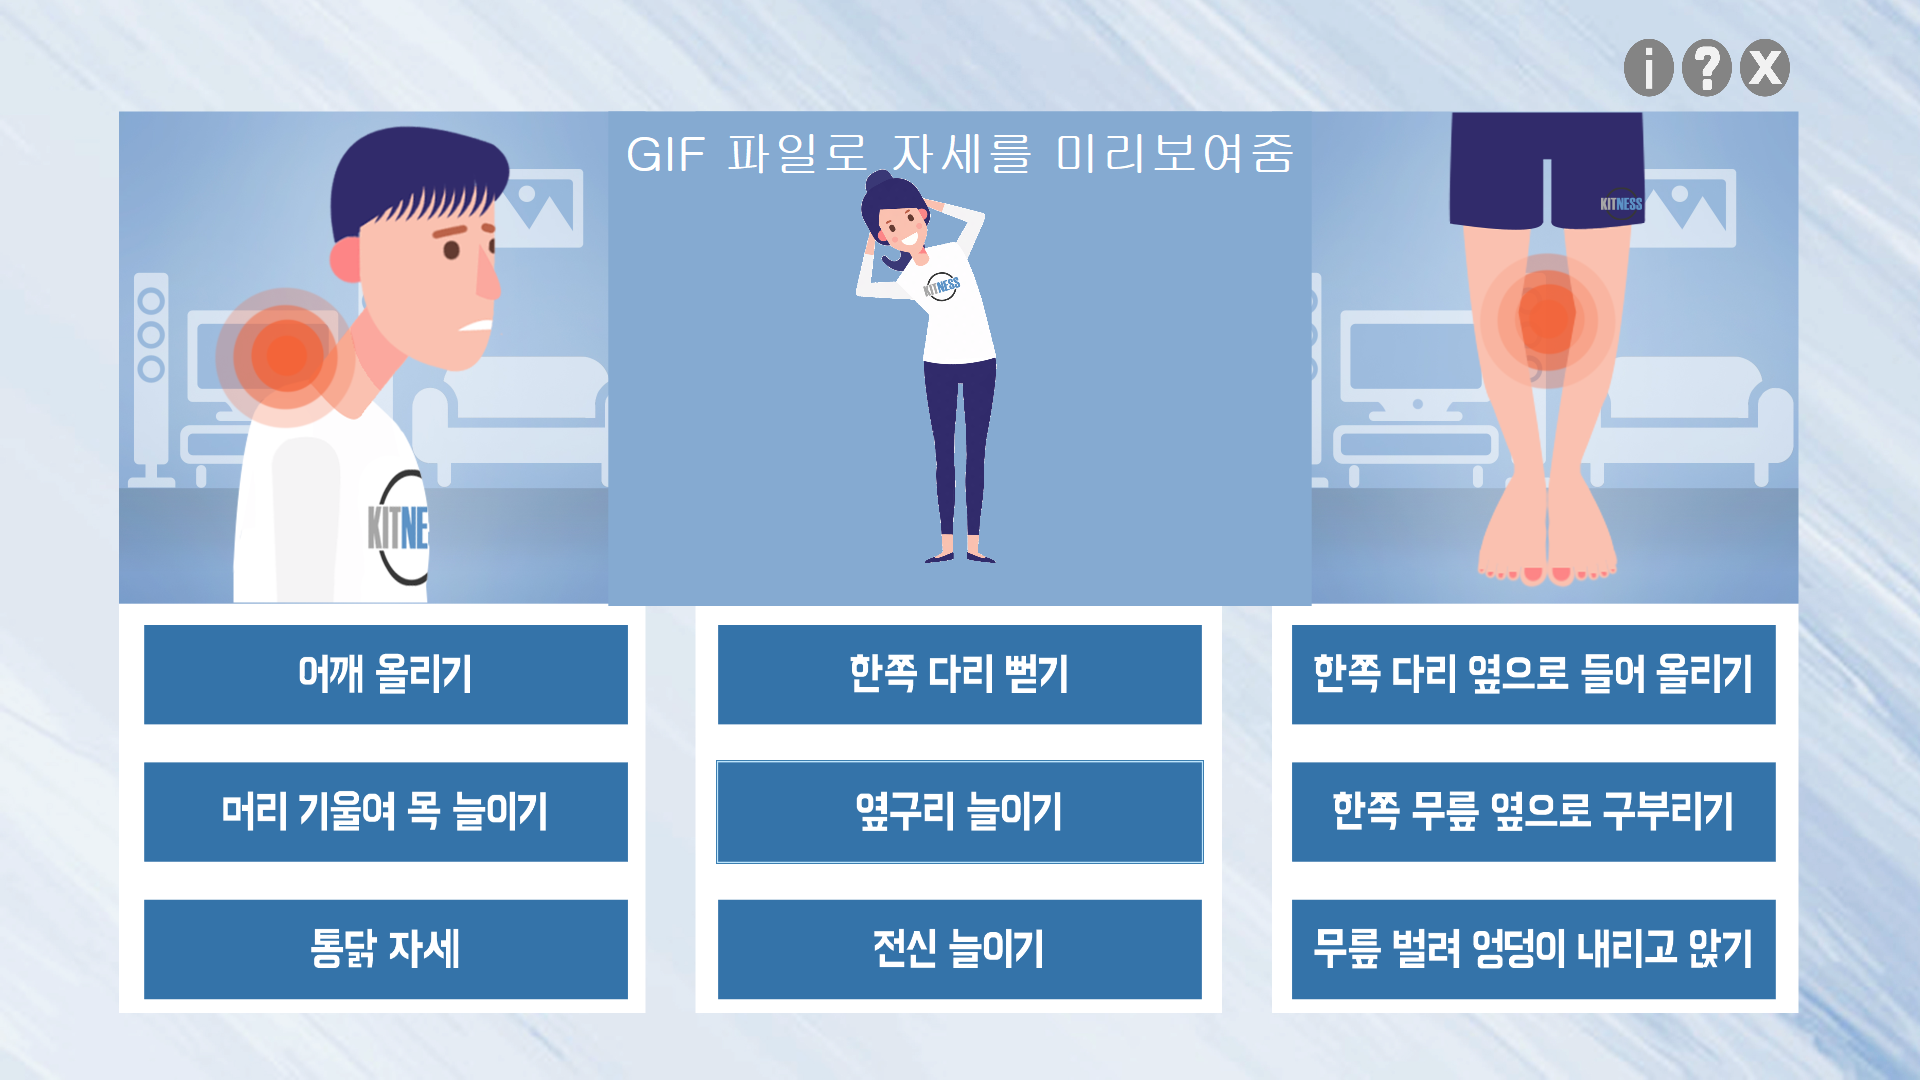 i ? X
GIF 파일로 자세를 미리보여줌
KITNESS
KITNESS
KITNE
어깨 올리기
머리 기울여 목 늘이기
통닭 자세
한쪽 다리 뻗기
옆구리 늘이기
전신 늘이기
한쪽 다리 옆으로 들어 올리기
한쪽 무릎 옆으로 구부리기
무릎 벌려 엉덩이 내리고 앉기